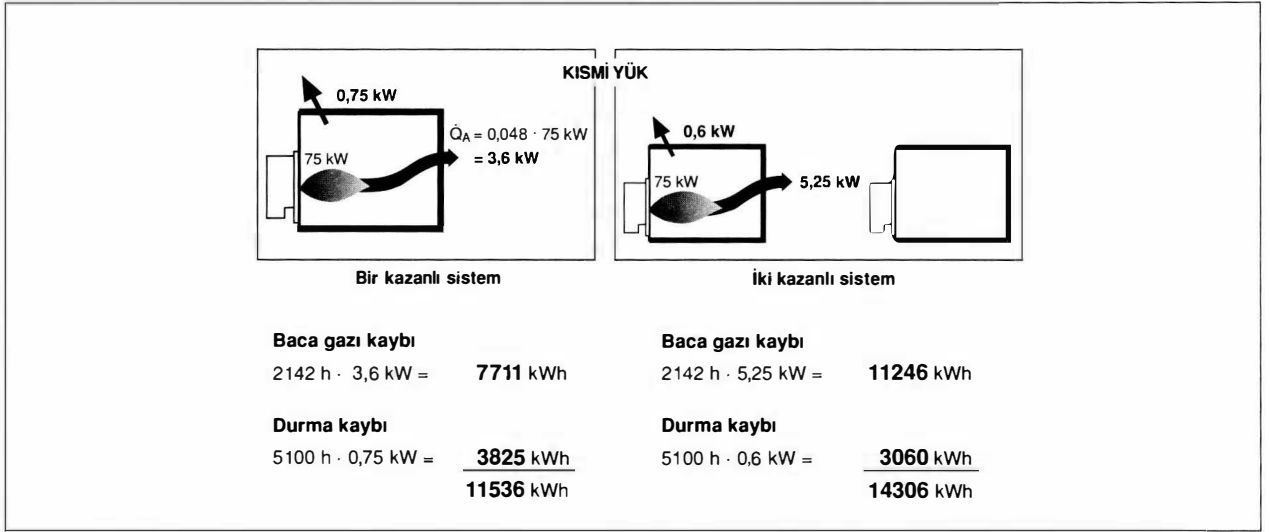 KISMİ YÜK
0,75 kW
Q̇A = 0,048 · 75 kW
= 3,6 kW
75 kW
Bir kazanlı sistem
0,6 kW
75 kW
5,25 kW
İki kazanlı sistem
Baca gazı kaybı
2142 h · 3,6 kW = 7711 kWh
Durma kaybı
5100 h · 0,75 kW = 3825 kWh
11536 kWh
Baca gazı kaybı
2142 h · 5,25 kW = 11246 kWh
Durma kaybı
5100 h · 0,6 kW = 3060 kWh
14306 kWh